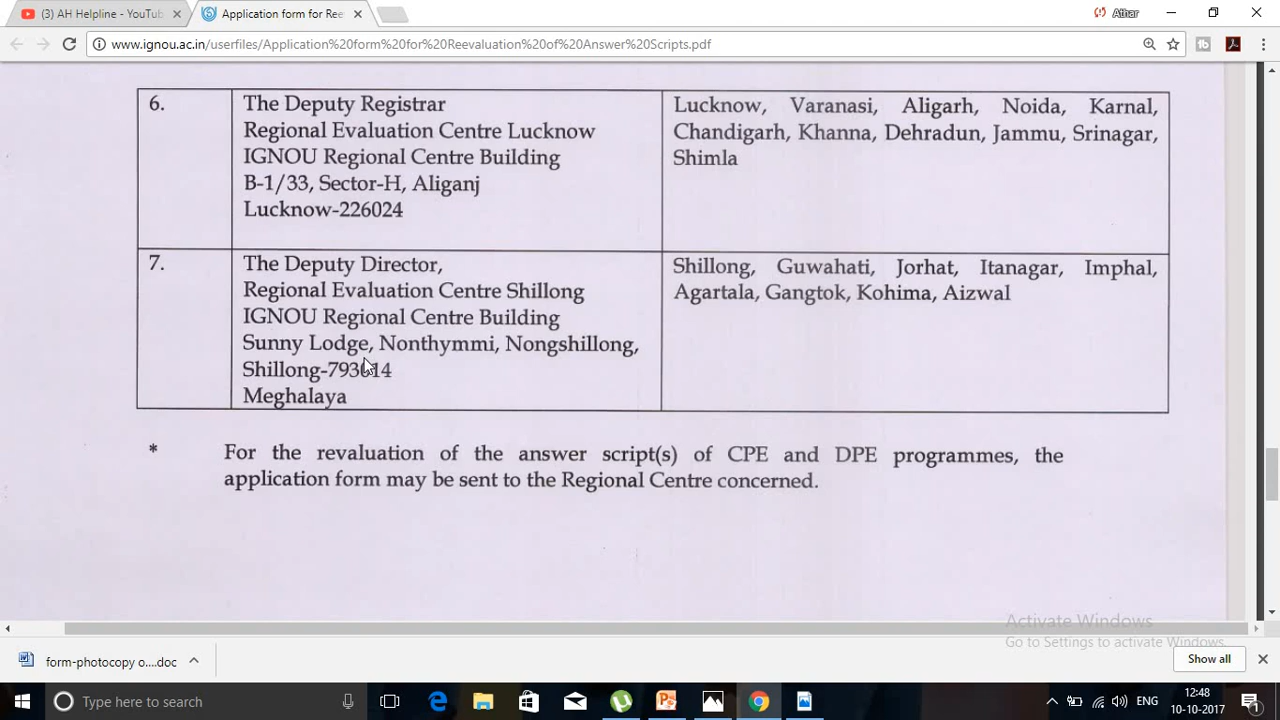 (3) AH Helpline - YouTub
Application form for Ree
Athar
www.ignou.ac.in/userfiles/Application%20form%20for%20Reevaluation%20of%20Answer%20Scripts.pdf
6.
The Deputy Registrar
Regional Evaluation Centre Lucknow
IGNOU Regional Centre Building
B-1/33, Sector-H, Aliganj
Lucknow-226024
Lucknow, Varanasi, Aligarh, Noida, Karnal,
Chandigarh, Khanna, Dehradun, Jammu, Srinagar,
Shimla
7.
The Deputy Director,
Regional Evaluation Centre Shillong
IGNOU Regional Centre Building
Sunny Lodge, Nonthymmi, Nongshillong,
Shillong-793014
Meghalaya
Shillong, Guwahati, Jorhat, Itanagar, Imphal,
Agartala, Gangtok, Kohima, Aizwal
* For the revaluation of the answer script(s) of CPE and DPE programmes, the
application form may be sent to the Regional Centre concerned.
Activate Windows
Go to Settings to activate Windows.
form-photocopy o....doc
Show all
Type here to search
ENG
12:48
10-10-2017